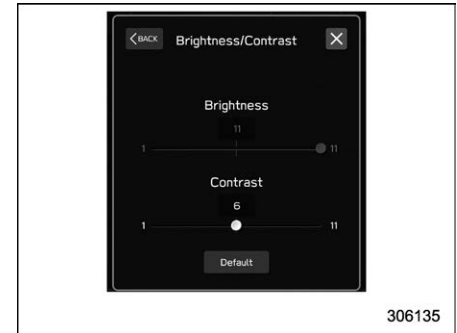 BACK Brightness/Contrast X
Brightness
11
1 11
Contrast
6
1 11
Default
306135